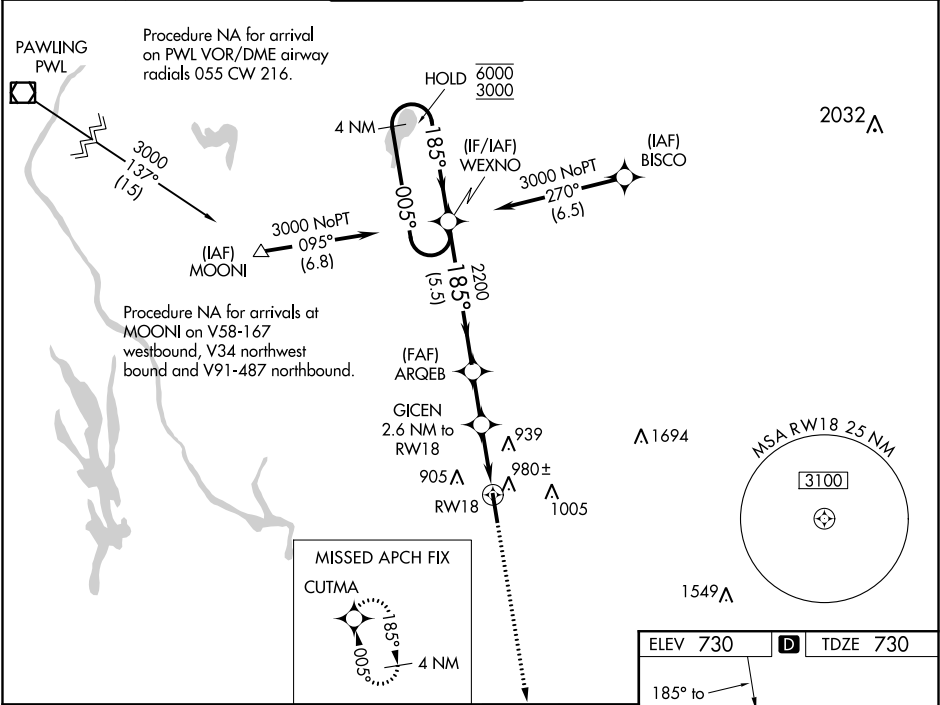 Procedure NA for arrival
on PWL VOR/DME airway
radials 055 CW 216.
PAWLING
PWL
3000
137°
(15)
HOLD 6000
3000
4 NM
185°
005°
(IF/IAF)
WEXNO
(IAF)
BISCO
3000 NoPT
270°
(6.5)
2032
3000 NoPT
095°
(6.8)
(IAF)
MOONI
2200
185°
(5.5)
Procedure NA for arrivals at
MOONI on V58-167
westbound, V34 northwest
bound and V91-487 northbound.
(FAF)
ARQEB
GICEN
2.6 NM to
RW18
939
1694
905
980±
RW18
1005
MSA RW18 25 NM
3100
MISSED APCH FIX
CUTMA
185°
005°
4 NM
1549
ELEV 730 D TDZE 730
185° to